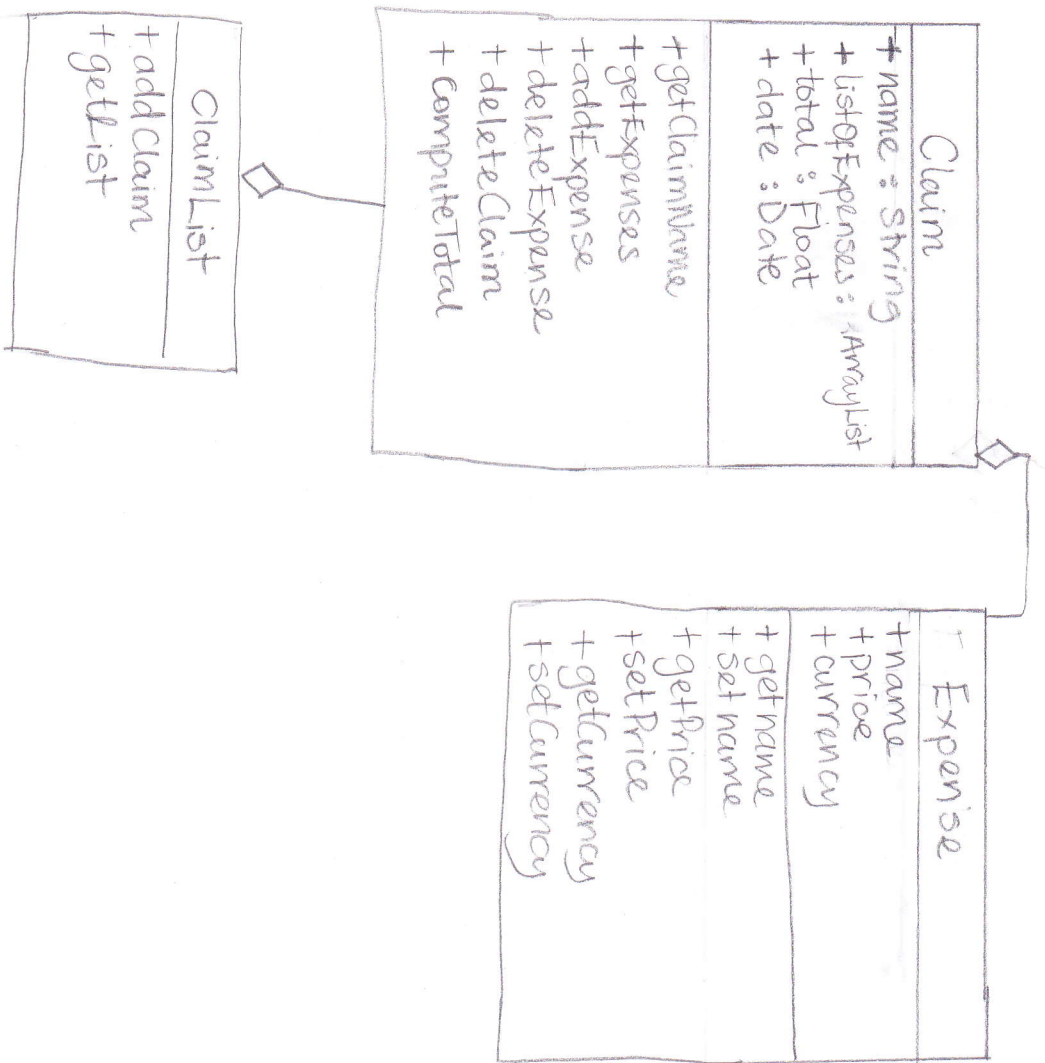 Claim
+ name : String
+ listOfExpenses : ArrayList
+ total : Float
+ date : Date
+ getClaimName
+ getExpenses
+ addExpense
+ deleteExpense
+ deleteClaim
+ computeTotal
Expense
+ name
+ price
+ currency
+ getname
+ setname
+ getPrice
+ setPrice
+ getCurrency
+ setCurrency
ClaimList
+ addClaim
+ getList